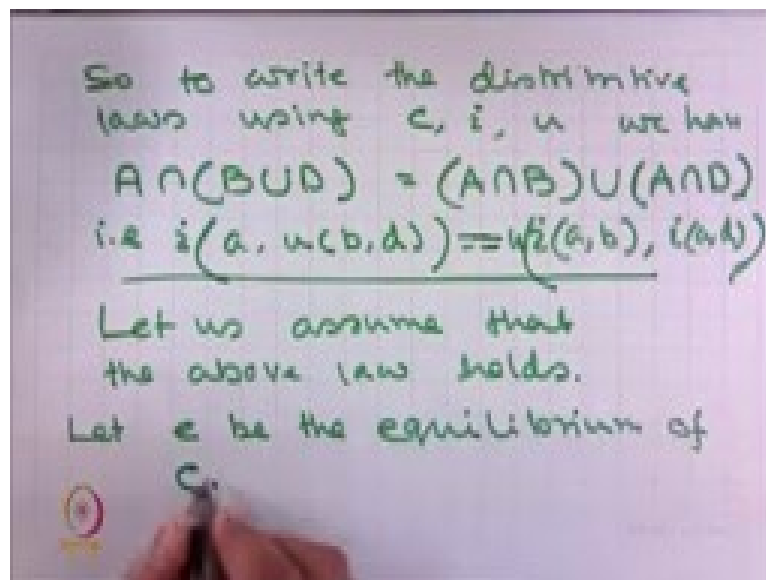 So to write the distributive
laws using c, i, u we have
A∩(B∪D) = (A∩B)∪(A∩D)
i.e i(a, u(b,d)) = u(i(a,b), i(a,d))
Let us assume that
the above law holds.
Let e be the equilibrium of
c.